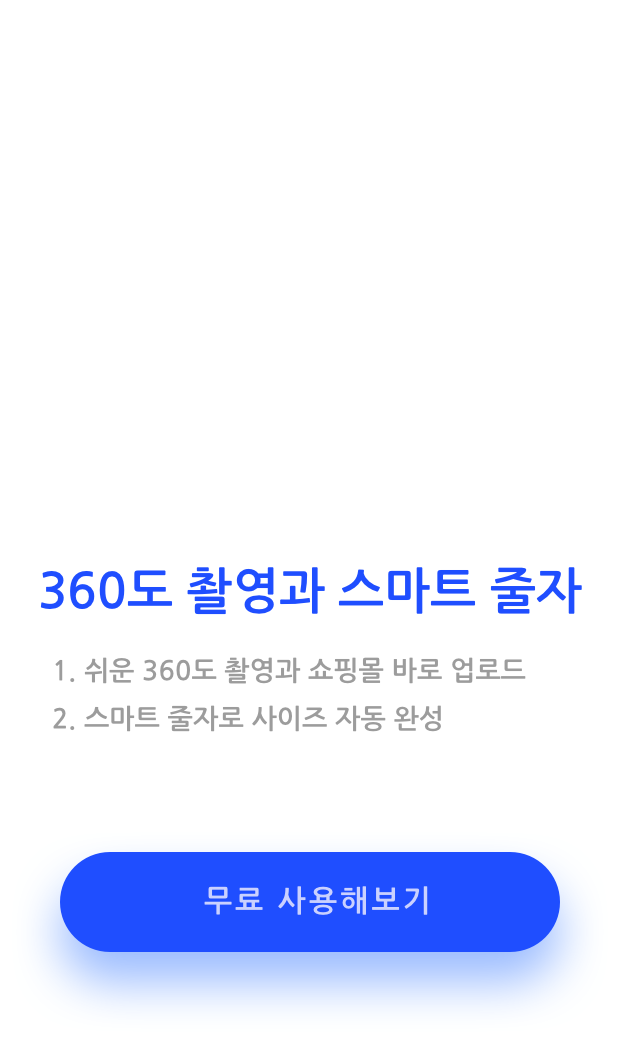 360도 촬영과 스마트 줄자
1. 쉬운 360도 촬영과 쇼핑몰 바로 업로드
2. 스마트 줄자로 사이즈 자동 완성
무료 사용해보기